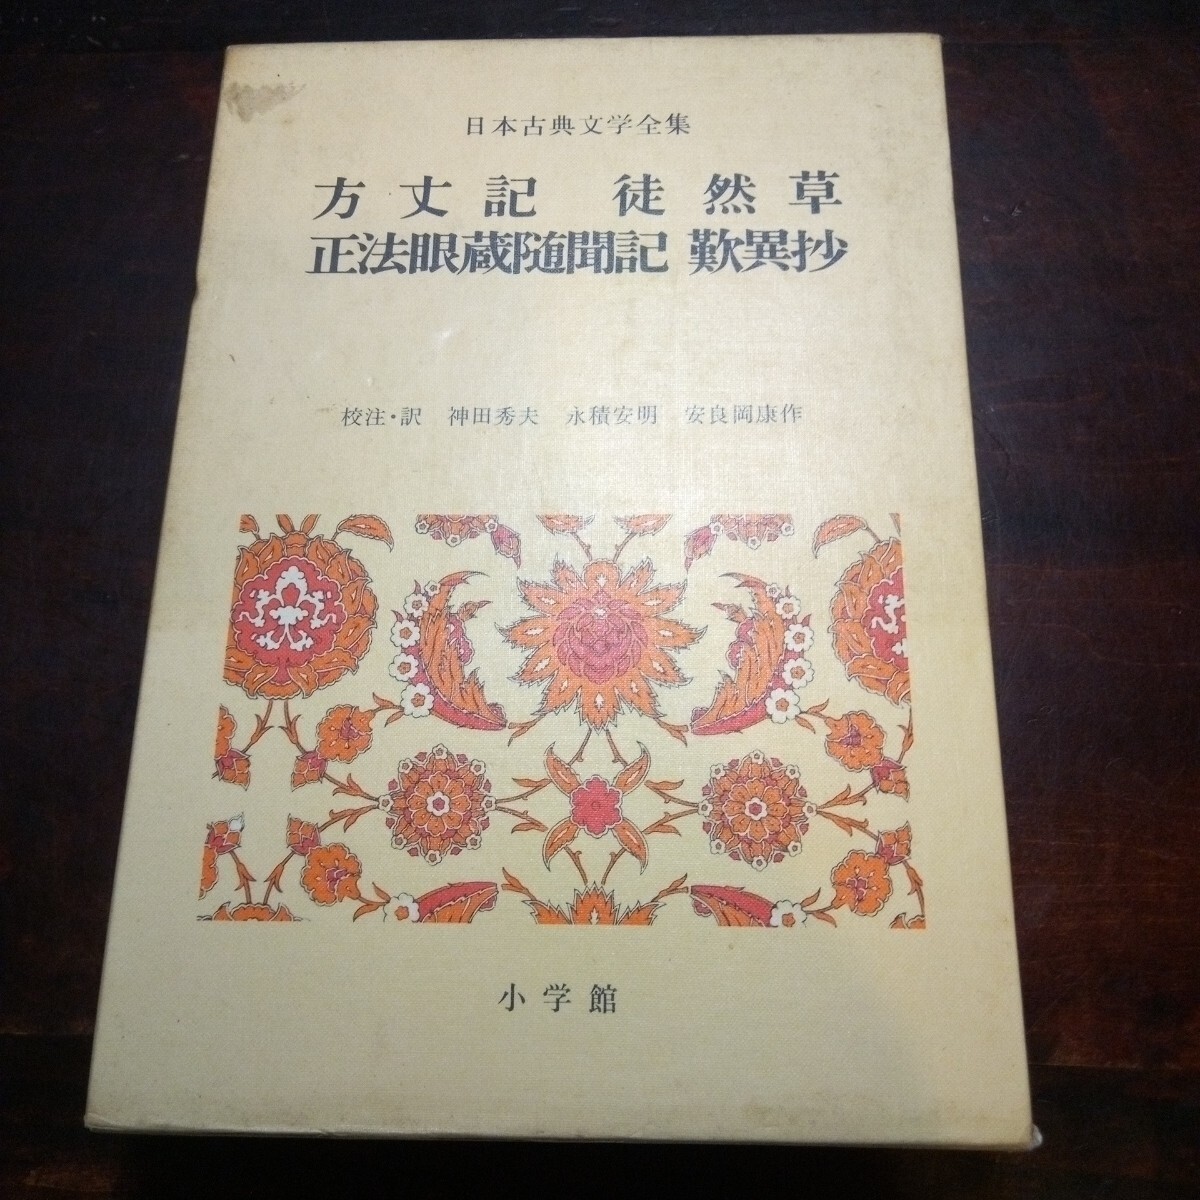 日本古典文学全集
方丈記 徒然草
正法眼蔵随聞記 歎異抄
校注・訳 神田秀夫 永積安明 安良岡康作
小学館